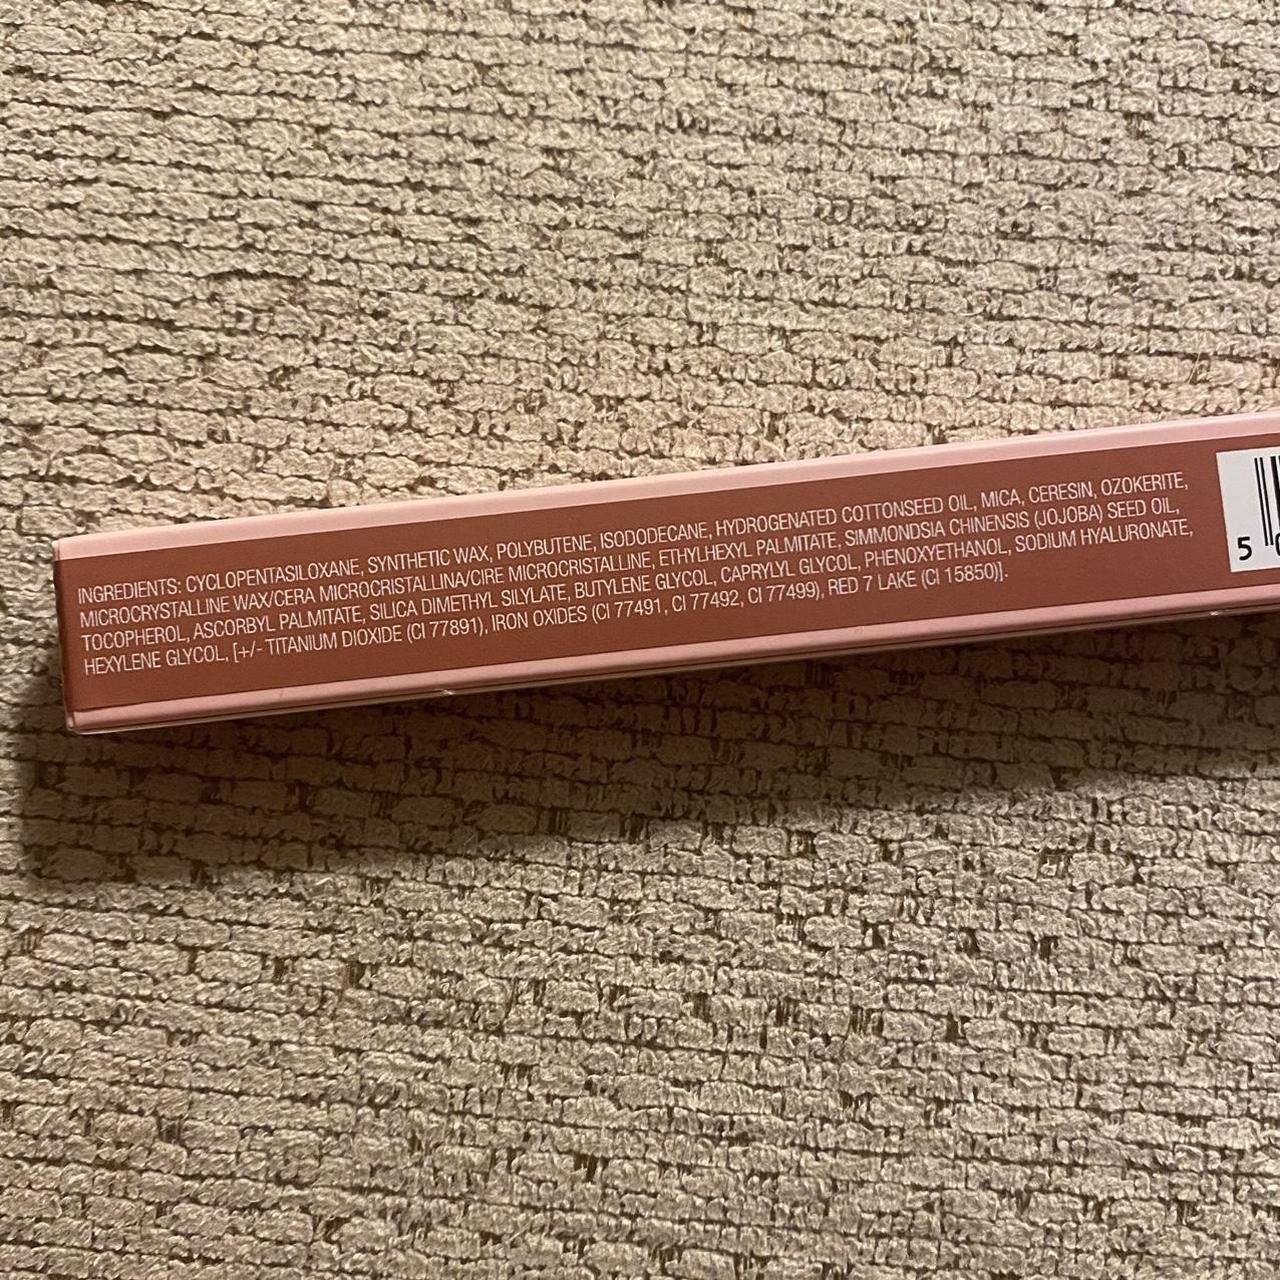 INGREDIENTS: CYCLOPENTASILOXANE, SYNTHETIC WAX, POLYBUTENE, ISODODECANE, HYDROGENATED COTTONSEED OIL, MICA, CERESIN, OZOKERITE,
MICROCRYSTALLINE WAX/CERA MICROCRISTALLINA/CIRE MICROCRISTALLINE, ETHYLHEXYL PALMITATE, SIMMONDSIA CHINENSIS (JOJOBA) SEED OIL,
TOCOPHEROL, ASCORBYL PALMITATE, SILICA DIMETHYL SILYLATE, BUTYLENE GLYCOL, CAPRYLYL GLYCOL, PHENOXYETHANOL, SODIUM HYALURONATE,
HEXYLENE GLYCOL, [+/- TITANIUM DIOXIDE (CI 77891), IRON OXIDES (CI 77491, CI 77492, CI 77499), RED 7 LAKE (CI 15850)].
5